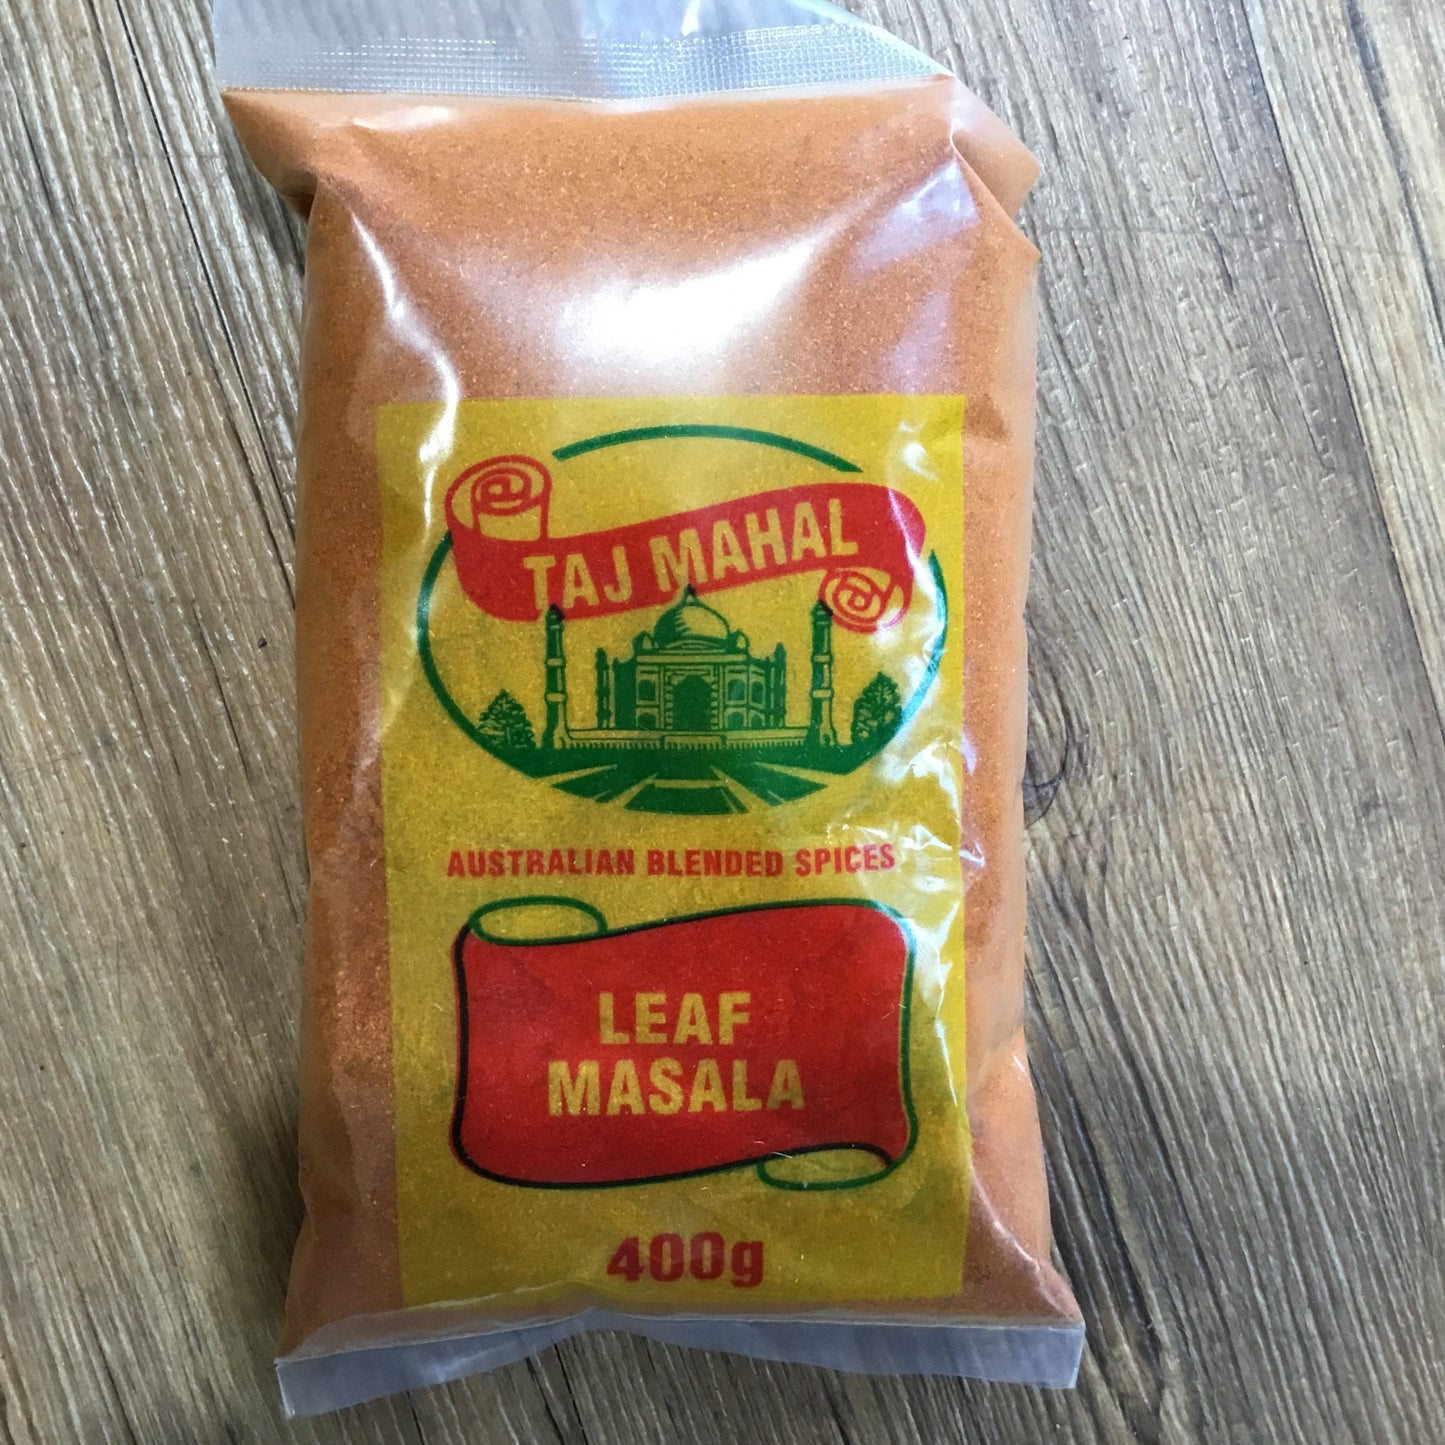 TAJ MAHAL
AUSTRALIAN BLENDED SPICES
LEAF
MASALA
400g